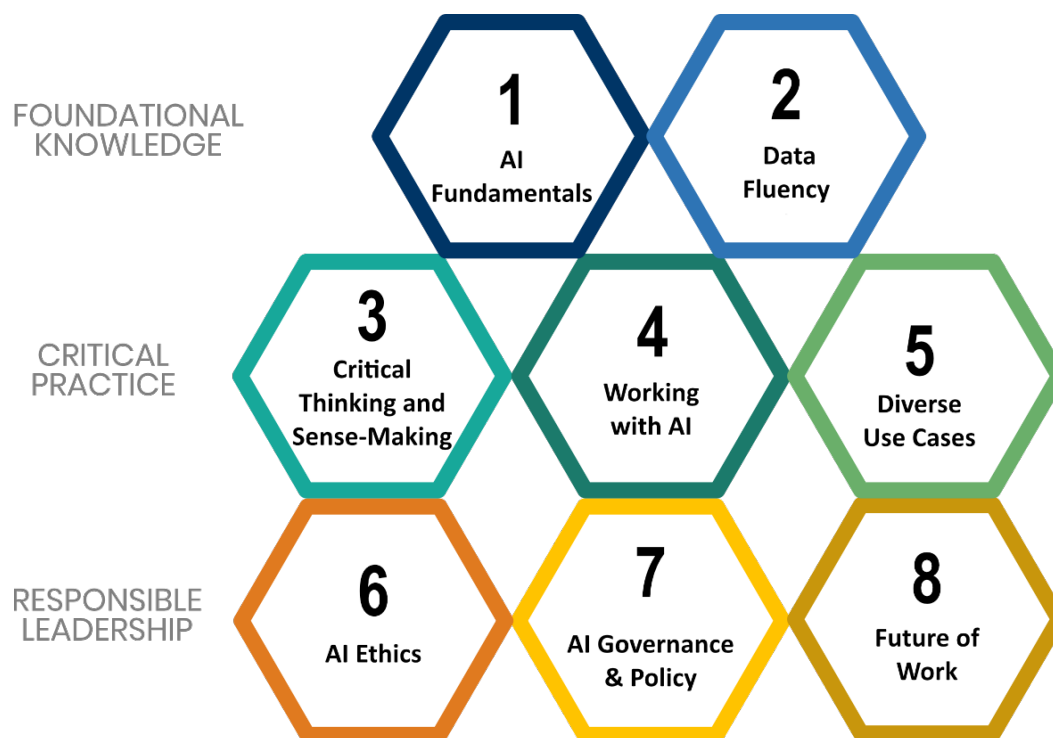 FOUNDATIONAL
KNOWLEDGE
1
AI
Fundamentals
2
Data
Fluency
CRITICAL
PRACTICE
3
Critical
Thinking and
Sense-Making
4
Working
with AI
5
Diverse
Use Cases
RESPONSIBLE
LEADERSHIP
6
AI Ethics
7
AI Governance
& Policy
8
Future of
Work